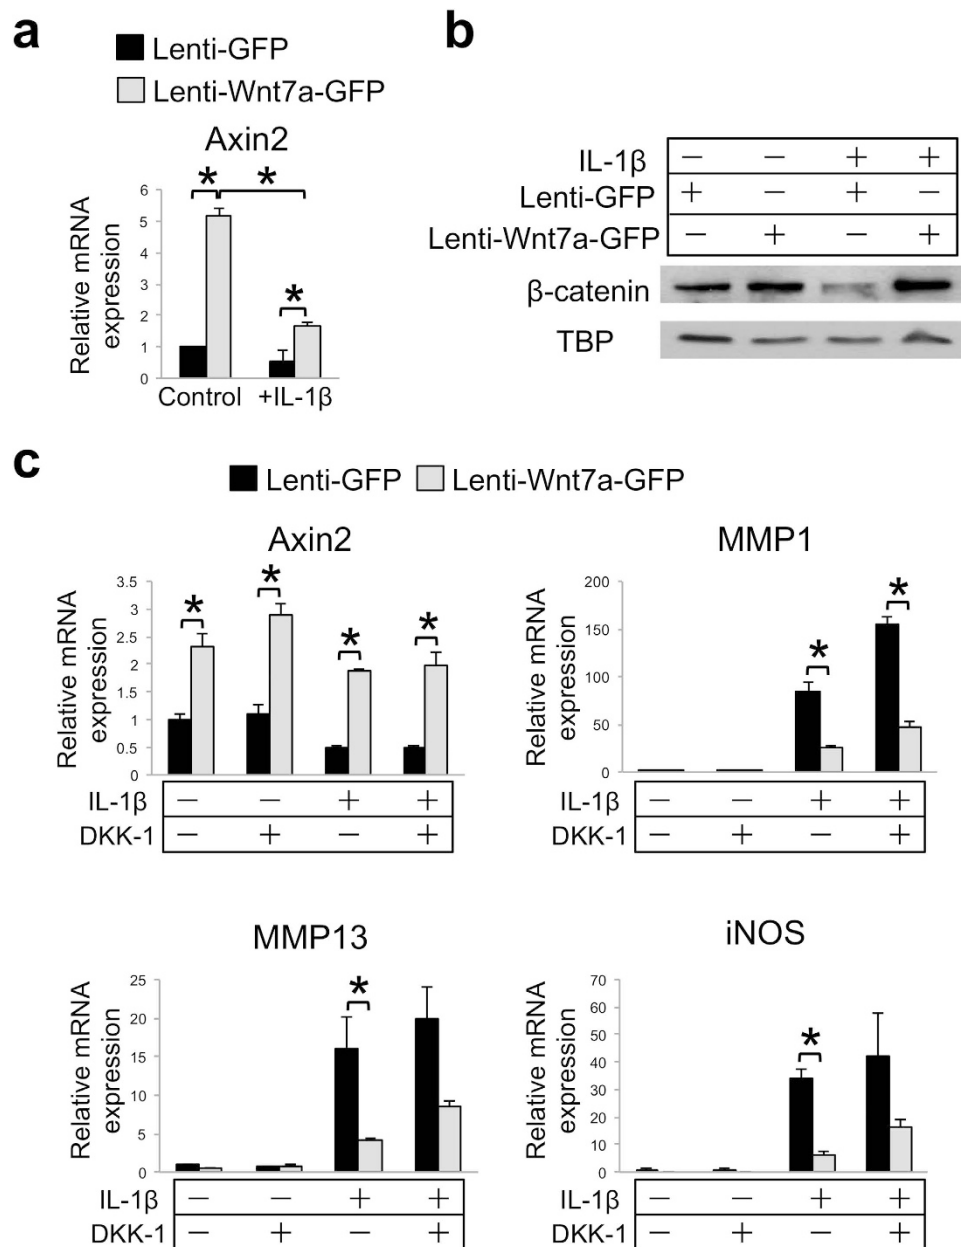 a
Lenti-GFP
Lenti-Wnt7a-GFP
Axin2
Relative mRNA
expression
6
5
4
3
2
1
0
*
*
*
Control +IL-1β
b
IL-1β − − + +
Lenti-GFP + − + −
Lenti-Wnt7a-GFP − + − +
β-catenin
TBP
c
Lenti-GFP Lenti-Wnt7a-GFP
Axin2
Relative mRNA
expression
3.5
3
2.5
2
1.5
1
0.5
0
* * * *
IL-1β − − + +
DKK-1 − + − +
MMP1
Relative mRNA
expression
200
150
100
50
0
* *
IL-1β − − + +
DKK-1 − + − +
MMP13
Relative mRNA
expression
25
20
15
10
5
0
*
IL-1β − − + +
DKK-1 − + − +
iNOS
Relative mRNA
expression
70
60
50
40
30
20
10
0
*
IL-1β − − + +
DKK-1 − + − +